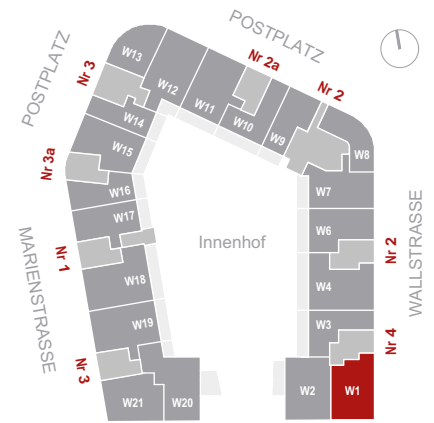 POSTPLATZ
POSTPLATZ
Nr 3
Nr 2a
Nr 2
W13
W12
W11
W10
W9
W8
W14
W15
Nr 3a
W16
W7
W17
W6
Nr 2
WALLSTRASSE
Innenhof
MARIENSTRASSE
Nr 1
W18
W4
W19
W3
Nr 4
Nr 3
W21
W20
W2
W1